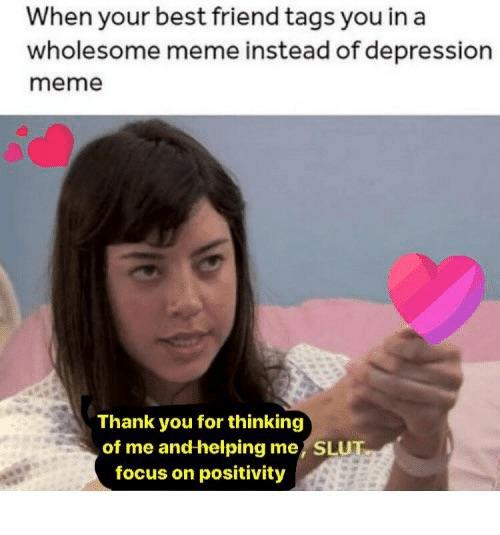 When your best friend tags you in a
wholesome meme instead of depression
meme
Thank you for thinking
of me and helping me, SLUT.
focus on positivity